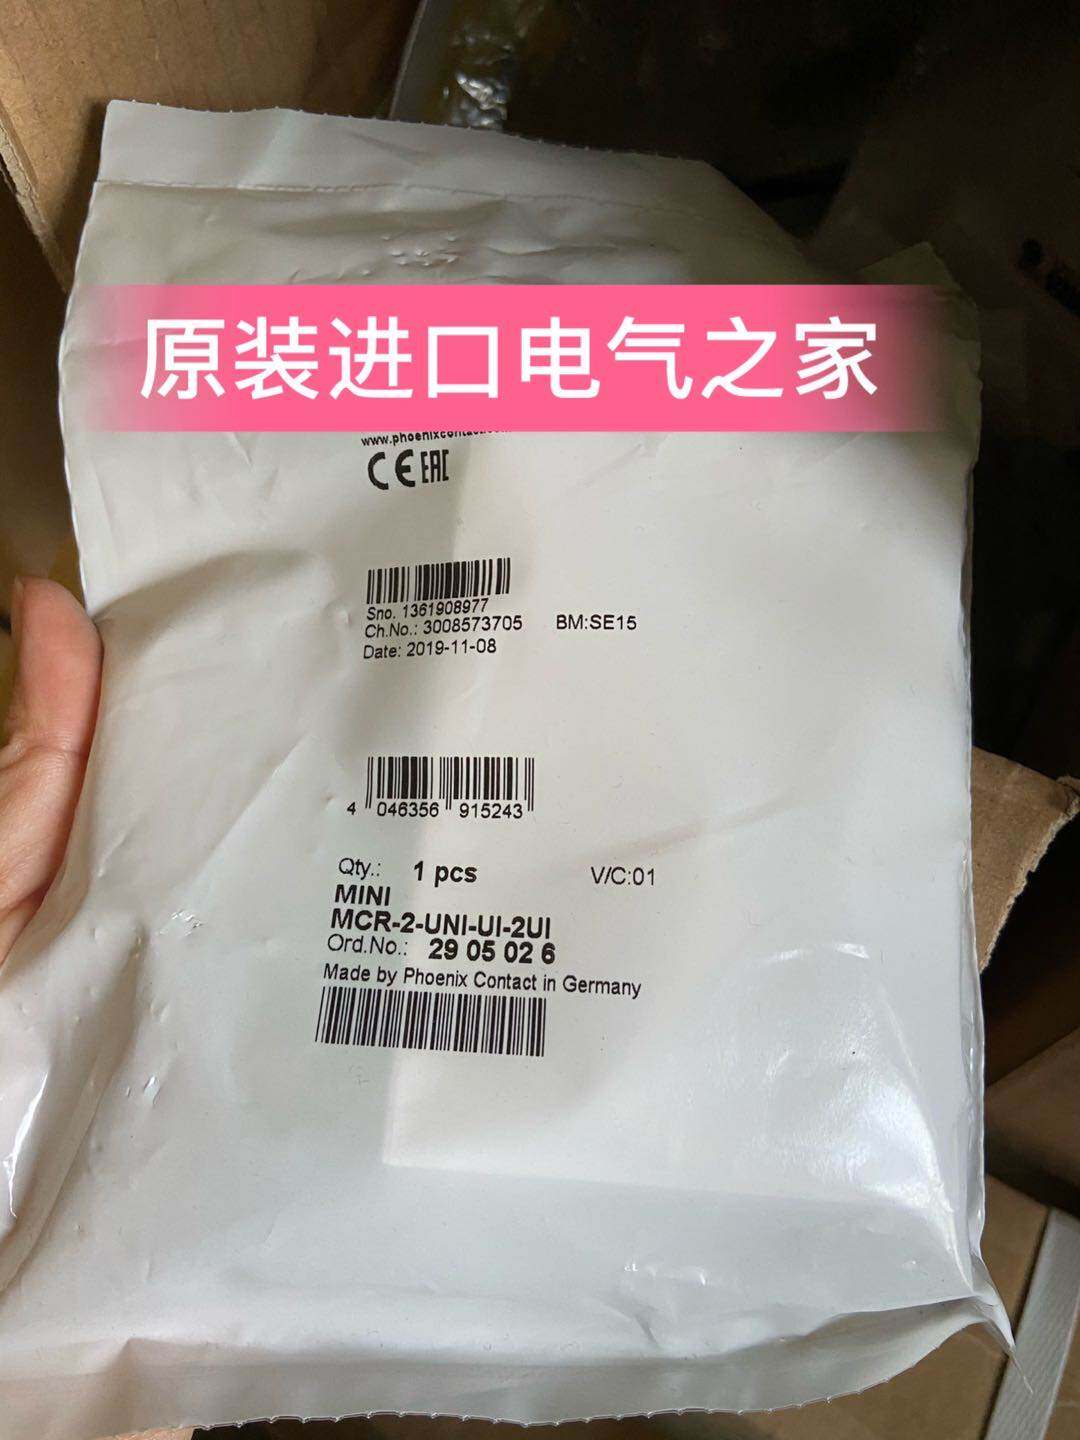 原装进口电气之家
www.phoenixcontact.com
CE EAC
Sno. 1361908977
Ch.No.: 3008573705 BM:SE15
Date: 2019-11-08
4 046356 915243
Qty.: 1 pcs V/C:01
MINI
MCR-2-UNI-UI-2UI
Ord.No.: 29 05 02 6
Made by Phoenix Contact in Germany